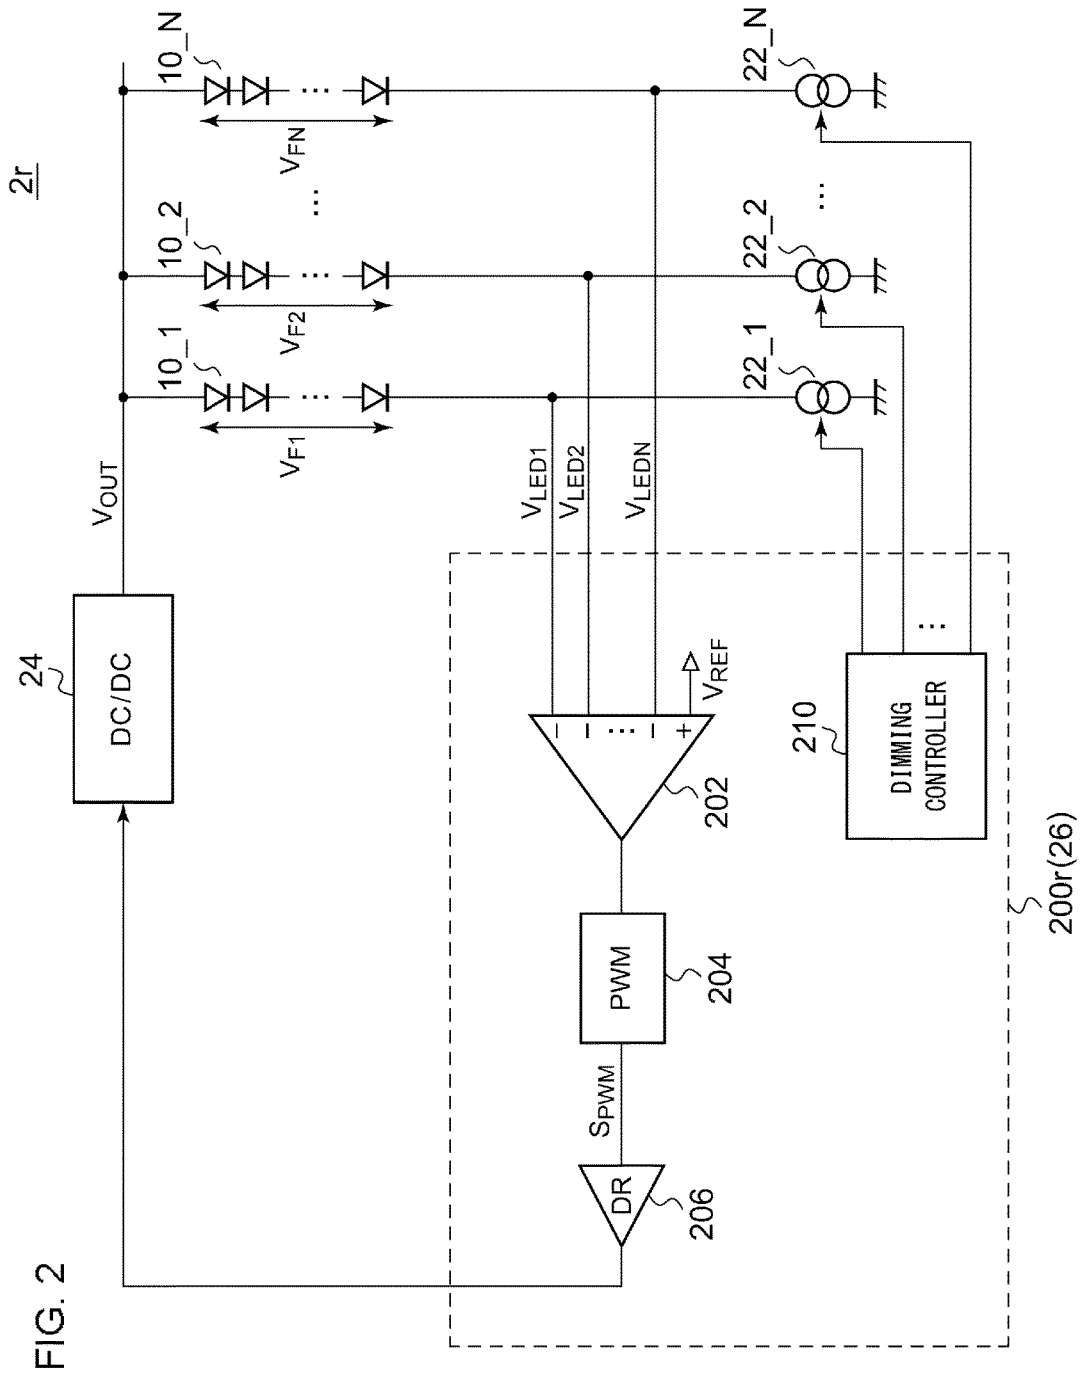 FIG. 2
2r
24
DC/DC
VOUT
10_1
10_2
10_N
VF1
VF2
...
VFN
VLED1
VLED2
VLEDN
22_1
22_2
...
22_N
DR
206
SPWM
PWM
204
202
−
−
...
−
+
VREF
210
DIMMING
CONTROLLER
...
200r(26)